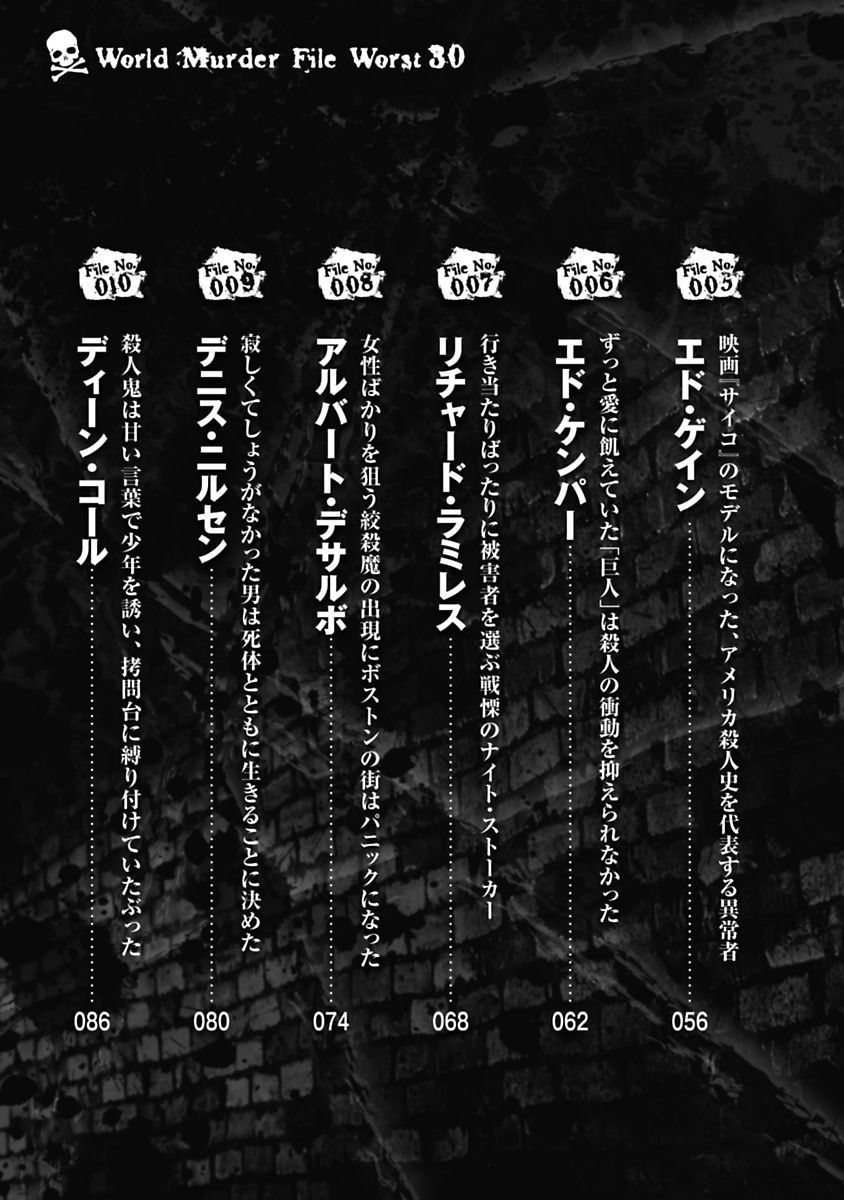 World Murder File Worst 30
File No. 005
映画『サイコ』のモデルになった、アメリカ殺人史を代表する異常者
エド・ゲイン 056
File No. 006
ずっと愛に飢えていた「巨人」は殺人の衝動を抑えられなかった
エド・ケンパー 062
File No. 007
行き当たりばったりに被害者を選ぶ戦慄のナイト・ストーカー
リチャード・ラミレス 068
File No. 008
女性ばかりを狙う絞殺魔の出現にボストンの街はパニックになった
アルバート・デサルボ 074
File No. 009
寂しくてしょうがなかった男は死体とともに生きることに決めた
デニス・ニルセン 080
File No. 010
殺人鬼は甘い言葉で少年を誘い、拷問台に縛り付けていたぶった
ディーン・コール 086